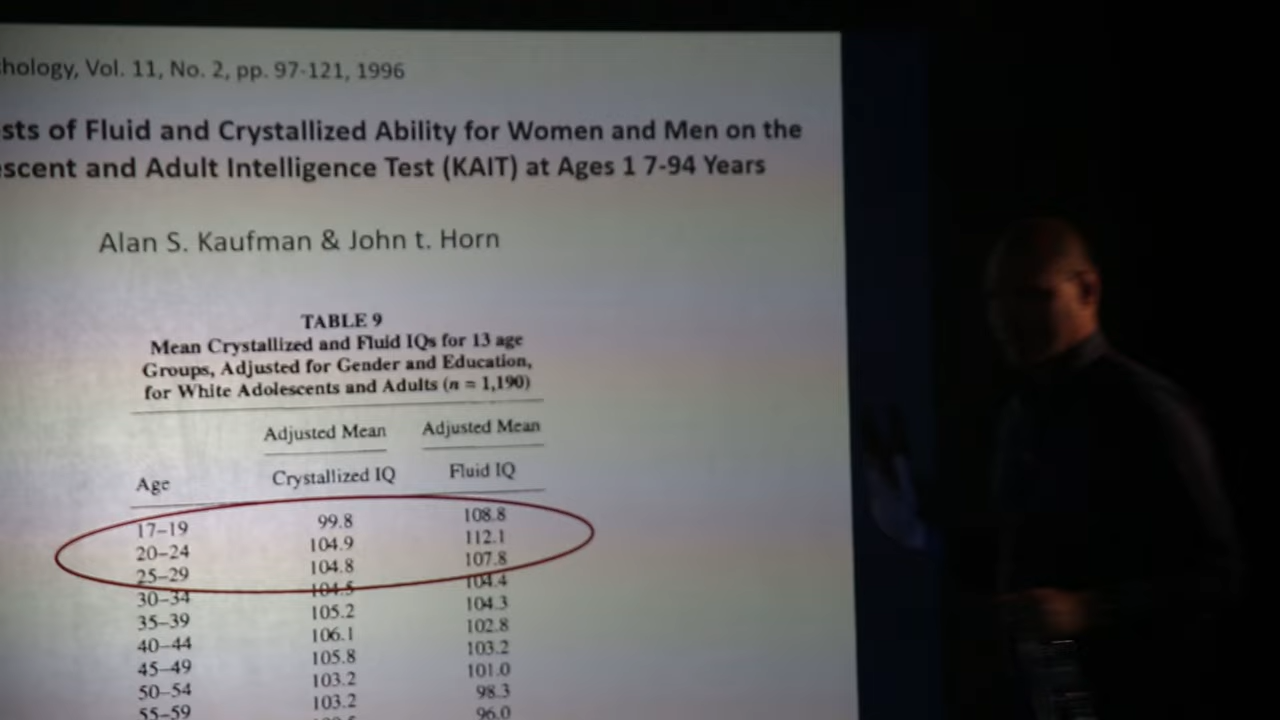 hology, Vol. 11, No. 2, pp. 97-121, 1996
sts of Fluid and Crystallized Ability for Women and Men on the
scent and Adult Intelligence Test (KAIT) at Ages 1 7-94 Years
Alan S. Kaufman & John t. Horn
TABLE 9
Mean Crystallized and Fluid IQs for 13 age
Groups, Adjusted for Gender and Education,
for White Adolescents and Adults (n = 1,190)
Adjusted Mean Adjusted Mean
Age Crystallized IQ Fluid IQ
17–19 99.8 108.8
20–24 104.9 112.1
25–29 104.8 107.8
30–34 104.5 104.4
35–39 105.2 104.3
40–44 106.1 102.8
45–49 105.8 103.2
50–54 103.2 101.0
55–59 103.2 98.3
96.0